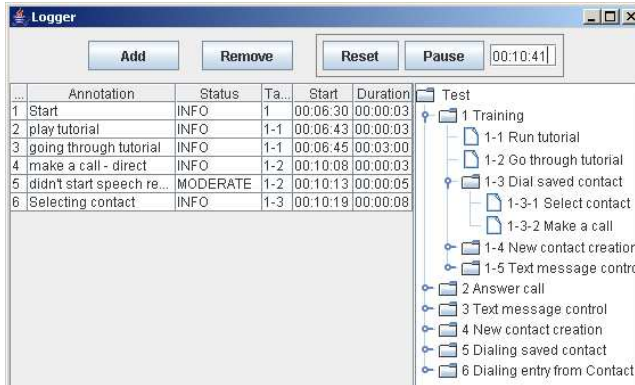 Logger
Add Remove Reset Pause 00:10:41
... Annotation Status Ta... Start Duration
1 Start INFO 1 00:06:30 00:00:03
2 play tutorial INFO 1-1 00:06:43 00:00:03
3 going through tutorial INFO 1-1 00:06:45 00:03:00
4 make a call - direct INFO 1-2 00:10:08 00:00:03
5 didn't start speech re... MODERATE 1-2 00:10:13 00:00:05
6 Selecting contact INFO 1-3 00:10:19 00:00:08
Test
1 Training
1-1 Run tutorial
1-2 Go through tutorial
1-3 Dial saved contact
1-3-1 Select contact
1-3-2 Make a call
1-4 New contact creation
1-5 Text message contro
2 Answer call
3 Text message control
4 New contact creation
5 Dialing saved contact
6 Dialing entry from Contact